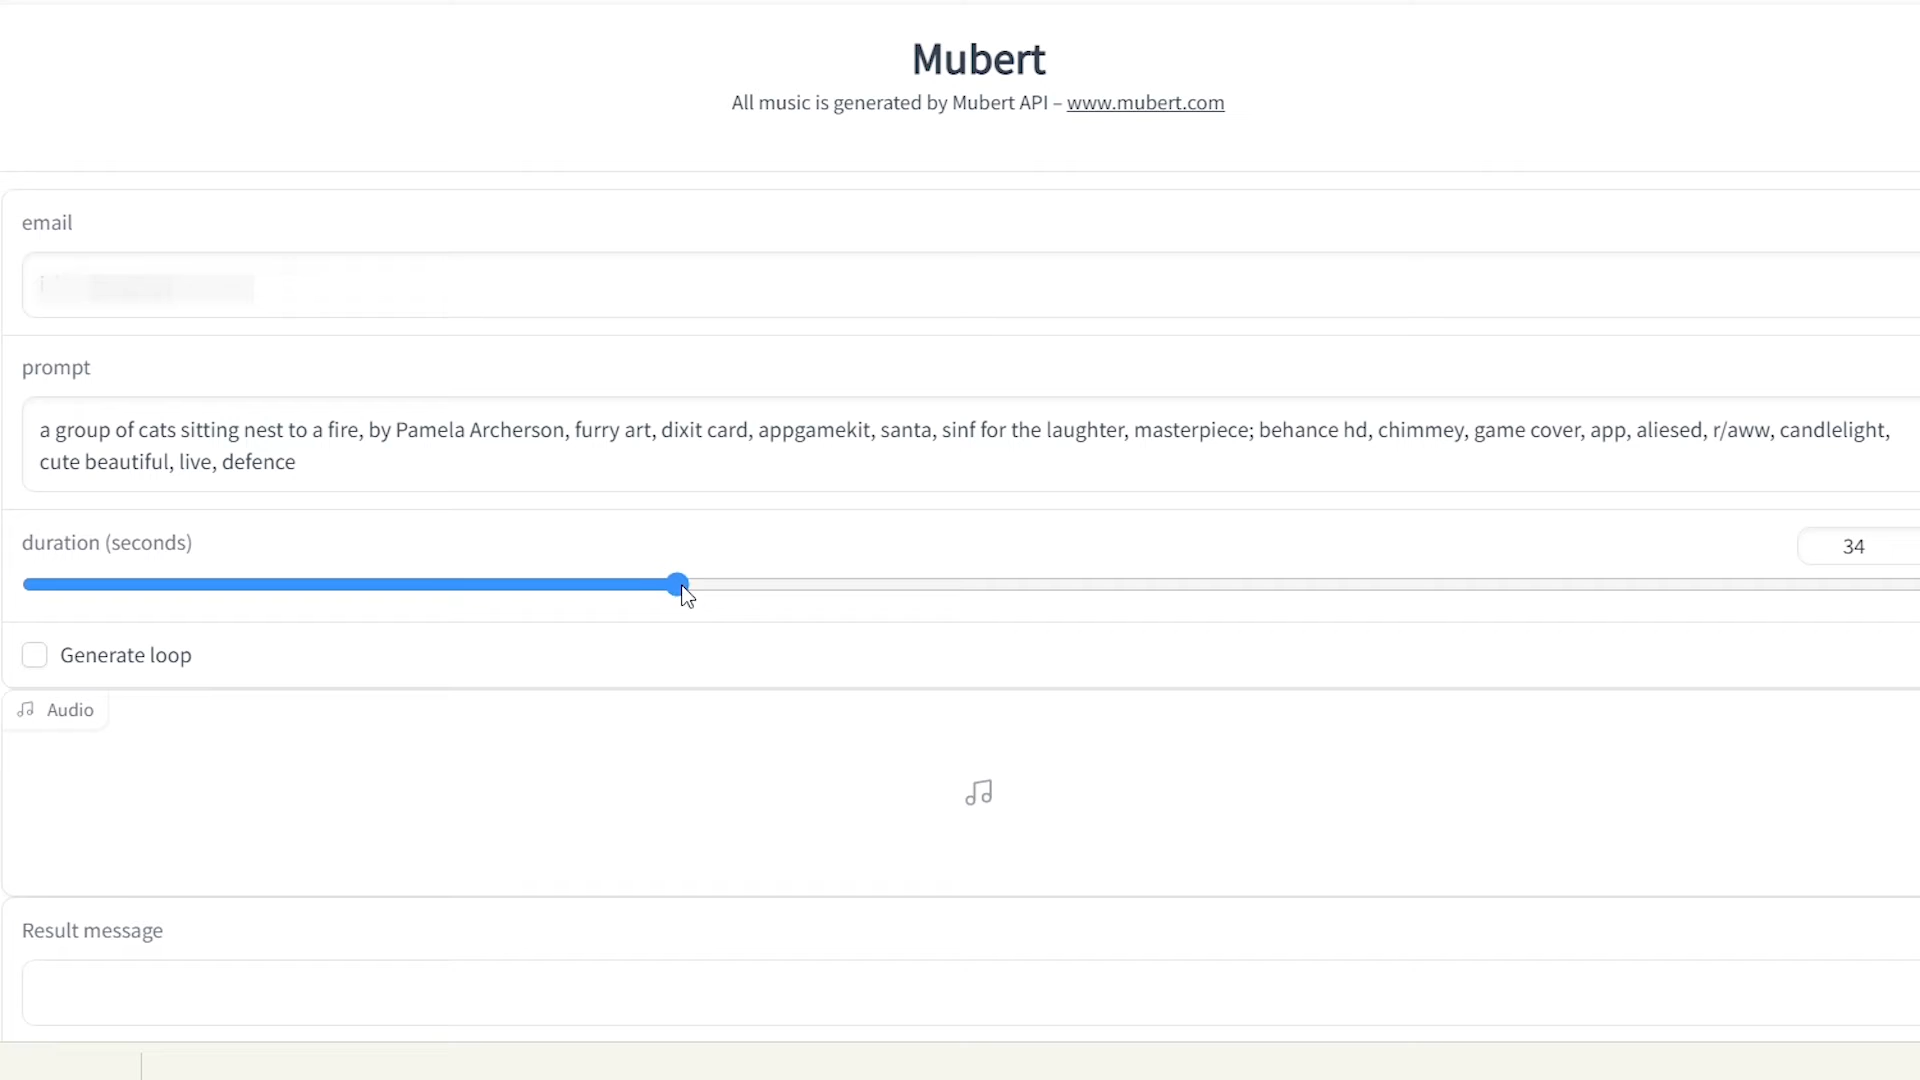 Mubert
All music is generated by Mubert API – www.mubert.com
email
prompt
a group of cats sitting nest to a fire, by Pamela Archerson, furry art, dixit card, appgamekit, santa, sinf for the laughter, masterpiece; behance hd, chimmey, game cover, app, aliesed, r/aww, candlelight,
cute beautiful, live, defence
duration (seconds)
34
Generate loop
Audio
Result message